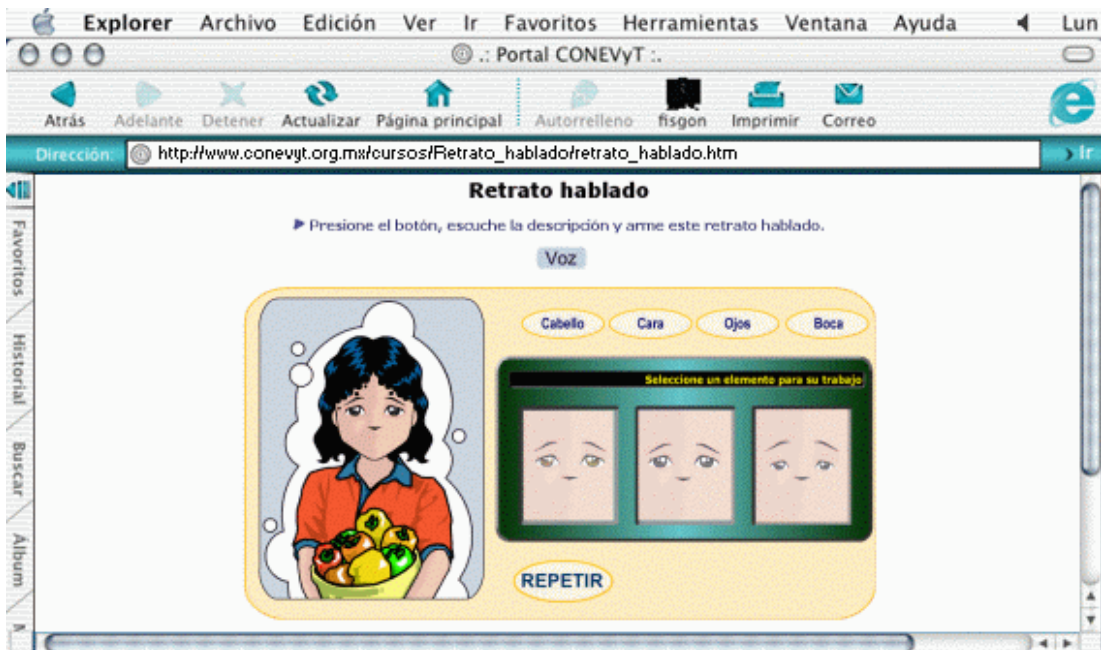 Explorer Archivo Edición Ver Ir Favoritos Herramientas Ventana Ayuda Lun
.: Portal CONEVyT :.
Atrás Adelante Detener Actualizar Página principal Autorrelleno fisgon Imprimir Correo
Dirección: http://www.conevyt.org.mx/cursos/Retrato_hablado/retrato_hablado.htm Ir
Retrato hablado
Presione el botón, escuche la descripción y arme este retrato hablado.
Voz
Cabello Cara Ojos Boca
Seleccione un elemento para su trabajo
REPETIR
Favoritos
Historial
Buscar
Álbum